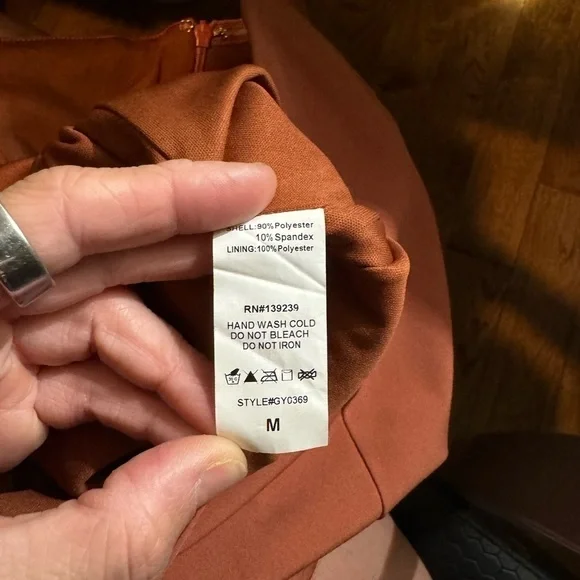 SHELL:90%Polyester
10%Spandex
LINING:100%Polyester
RN#139239
HAND WASH COLD
DO NOT BLEACH
DO NOT IRON
STYLE#GY0369
M